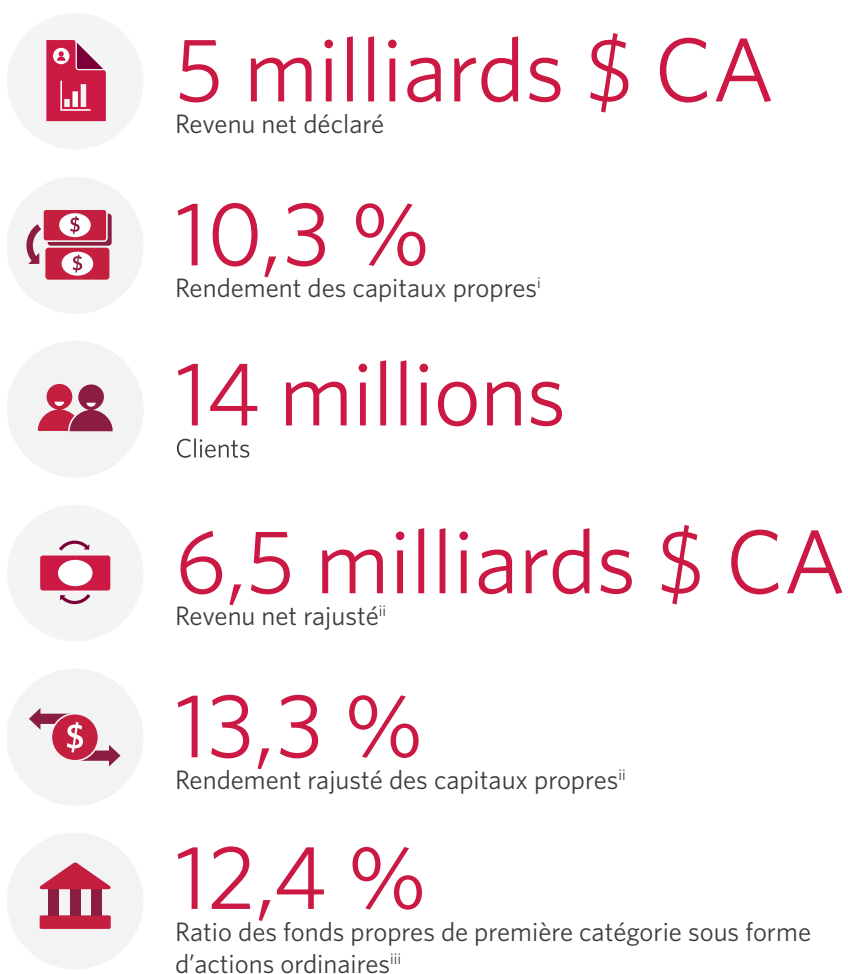 5 milliards $ CA
Revenu net déclaré
10,3 %
Rendement des capitaux propresⁱ
14 millions
Clients
6,5 milliards $ CA
Revenu net rajustéⁱⁱ
13,3 %
Rendement rajusté des capitaux propresⁱⁱ
12,4 %
Ratio des fonds propres de première catégorie sous forme
d’actions ordinairesⁱⁱⁱ